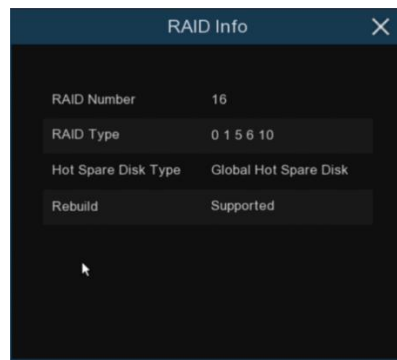 RAID Info
RAID Number 16
RAID Type 0 1 5 6 10
Hot Spare Disk Type Global Hot Spare Disk
Rebuild Supported